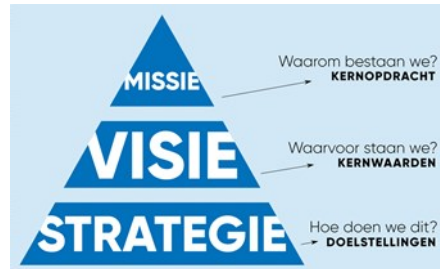 MISSIE
Waarom bestaan we?
KERNOPDRACHT
VISIE
Waarvoor staan we?
KERNWAARDEN
STRATEGIE
Hoe doen we dit?
DOELSTELLINGEN